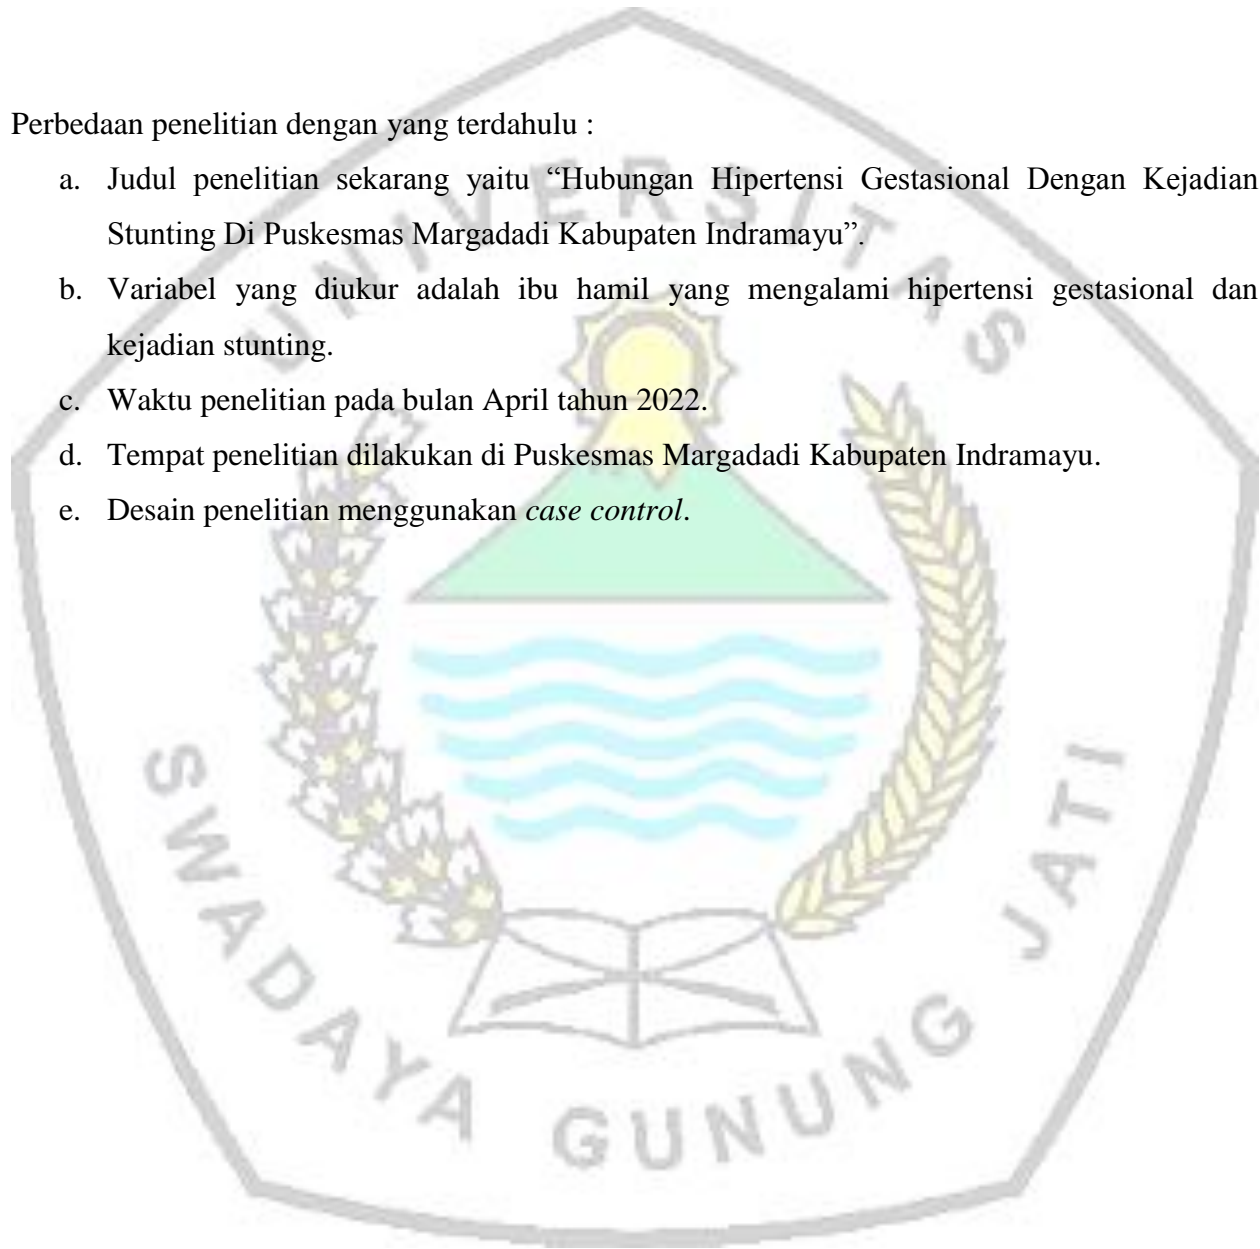 Perbedaan penelitian dengan yang terdahulu :
a. Judul penelitian sekarang yaitu “Hubungan Hipertensi Gestasional Dengan Kejadian
Stunting Di Puskesmas Margadadi Kabupaten Indramayu”.
b. Variabel yang diukur adalah ibu hamil yang mengalami hipertensi gestasional dan
kejadian stunting.
c. Waktu penelitian pada bulan April tahun 2022.
d. Tempat penelitian dilakukan di Puskesmas Margadadi Kabupaten Indramayu.
e. Desain penelitian menggunakan case control.
UNIVERSITAS
SWADAYA GUNUNG JATI